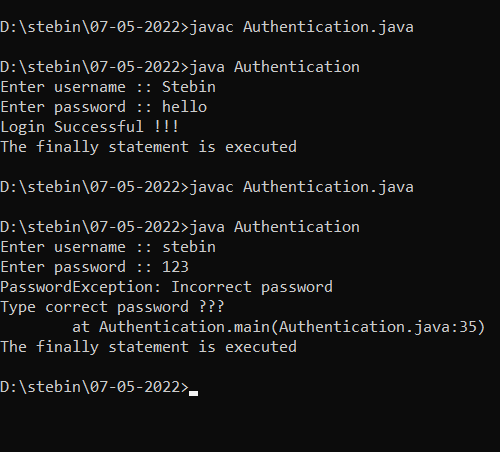 D:\stebin\07-05-2022>javac Authentication.java
D:\stebin\07-05-2022>java Authentication
Enter username :: Stebin
Enter password :: hello
Login Successful !!!
The finally statement is executed
D:\stebin\07-05-2022>javac Authentication.java
D:\stebin\07-05-2022>java Authentication
Enter username :: stebin
Enter password :: 123
PasswordException: Incorrect password
Type correct password ???
        at Authentication.main(Authentication.java:35)
The finally statement is executed
D:\stebin\07-05-2022>